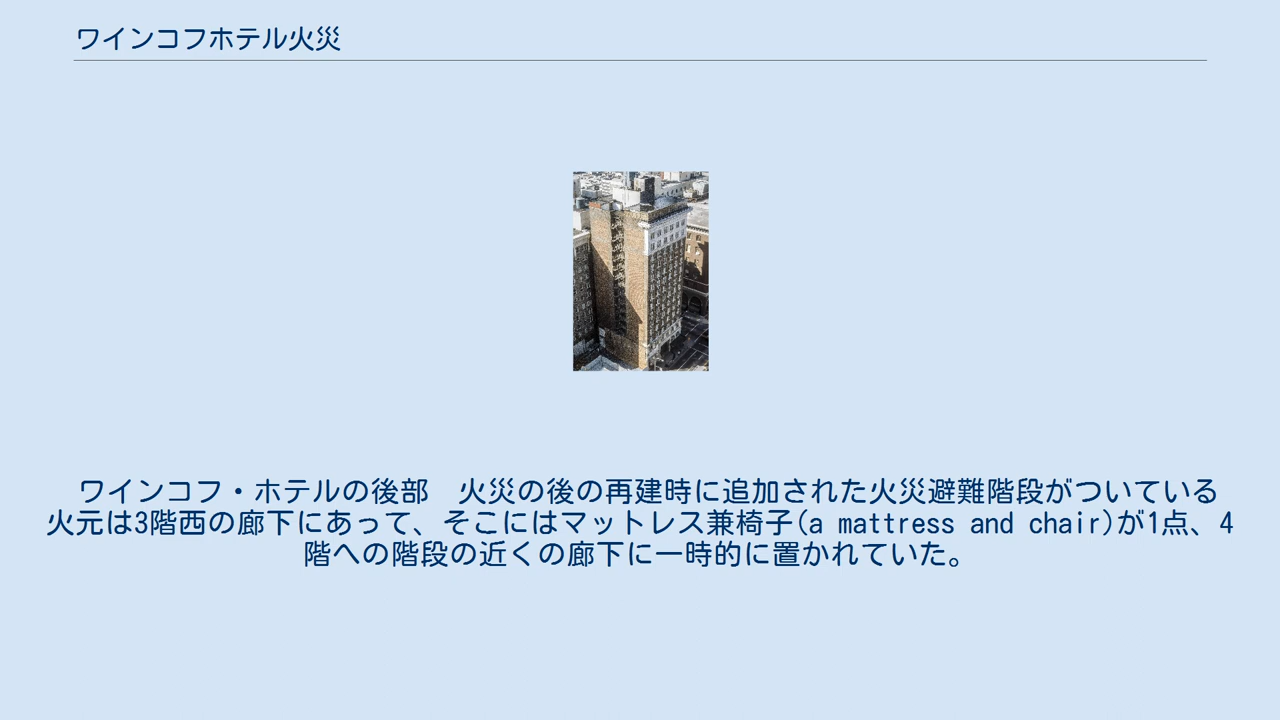 ワインコフホテル火災
ワインコフ・ホテルの後部　火災の後の再建時に追加された火災避難階段がついている
火元は3階西の廊下にあって、そこにはマットレス兼椅子(a mattress and chair)が1点、4
階への階段の近くの廊下に一時的に置かれていた。